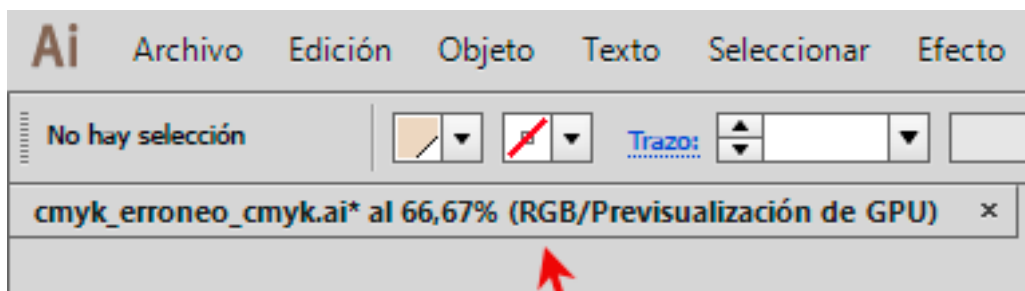 Ai Archivo Edición Objeto Texto Seleccionar Efecto
No hay selección Trazo:
cmyk_erroneo_cmyk.ai* al 66,67% (RGB/Previsualización de GPU) ×